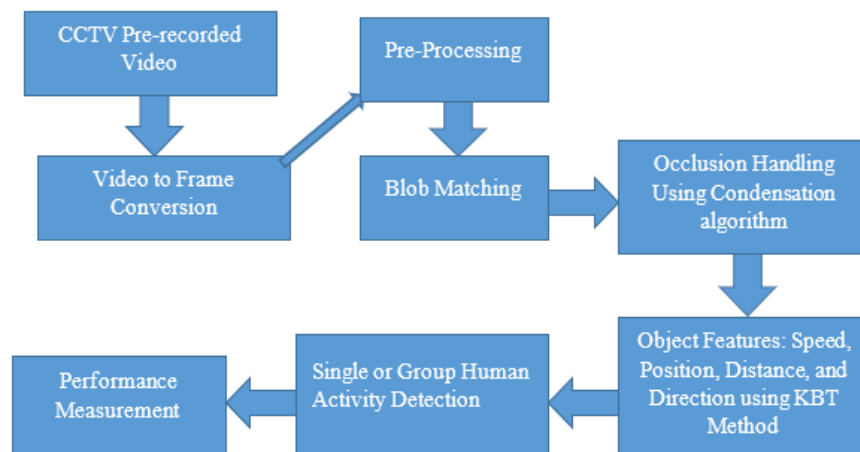 CCTV Pre-recorded
Video
Video to Frame
Conversion
Pre-Processing
Blob Matching
Occlusion Handling
Using Condensation
algorithm
Object Features: Speed,
Position, Distance, and
Direction using KBT
Method
Single or Group Human
Activity Detection
Performance
Measurement